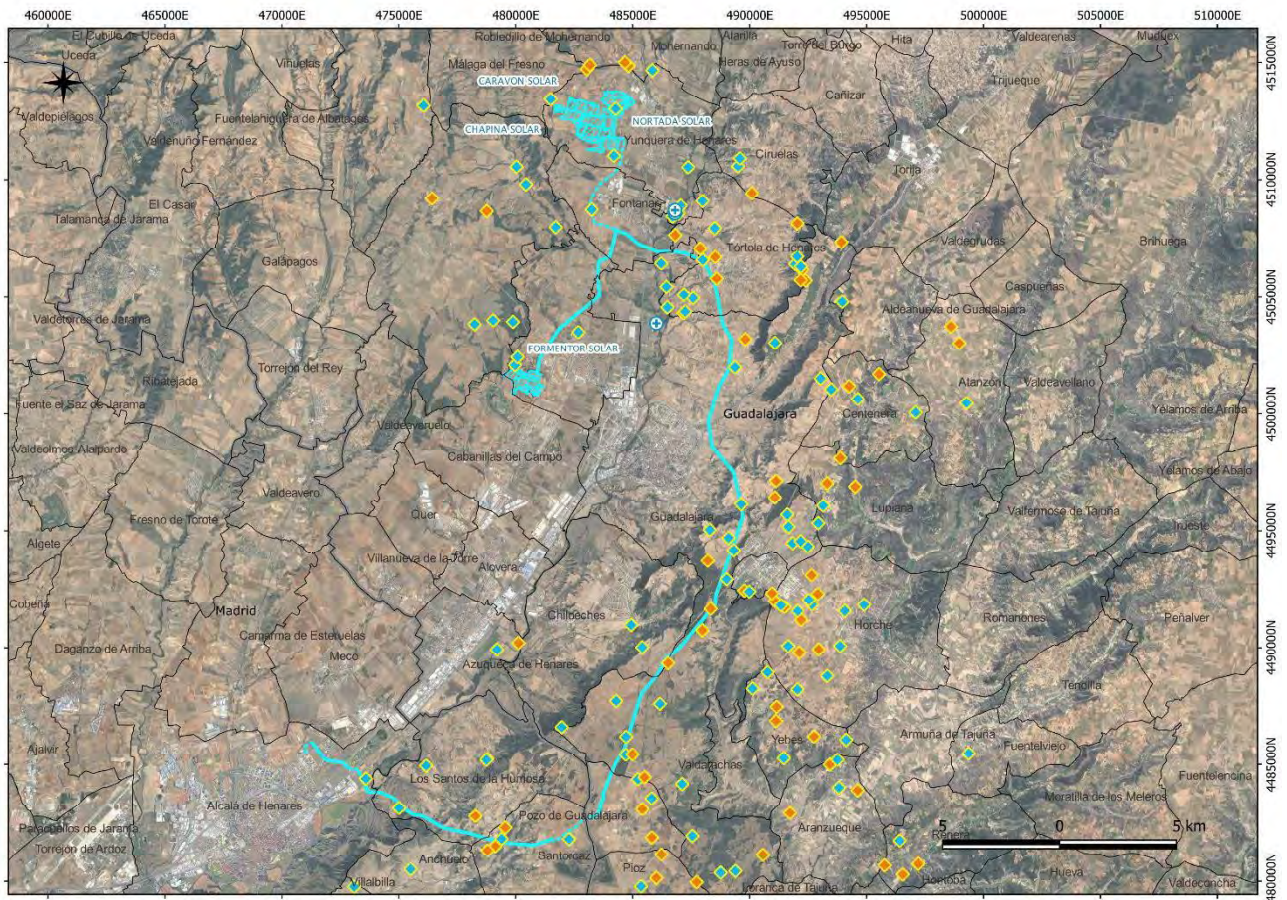 460000E 465000E 470000E 475000E 480000E 485000E 490000E 495000E 500000E 505000E 510000E
El Cubillo de Uceda
Robledillo de Mohernando
Alarilla
Hita
Valdearenas
Muduex
Uceda
Viñuelas
Málaga del Fresno
Mohernando
Heras de Ayuso
Torre del Burgo
4515000N
Trijueque
CARAVON SOLAR
Cañizar
Valdepiélagos
Fuentelahiguera de Albatages
CHAPINA SOLAR
NORTADA SOLAR
Valdenuño Fernández
Yunquera de Henares
Ciruelas
Torija
4510000N
El Casar
Talamanca de Jarama
Fontanar
Tórtola de Henares
Valdegrudas
Brihuega
Galápagos
Caspueñas
4505000N
Valdetorres de Jarama
Aldeanueva de Guadalajara
FORMENTOR SOLAR
Torrejón del Rey
Ribatejada
Atanzón
Valdeavellano
Fuente el Saz de Jarama
Yélamos de Arriba
Guadalajara
Centenera
4500000N
Valdeaveruelo
Valdeolmos-Alalpardo
Cabanillas del Campo
Yélamos de Abajo
Valdeavero
Lupiana
Valfermoso de Tajuña
Quer
Guadalajara
Fresno de Torote
Irueste
4495000N
Algete
Villanueva de la Torre
Alovera
Cobeña
Madrid
Chiloeches
Romanones
Peñalver
Horche
Camarma de Esteruelas
Daganzo de Arriba
Meco
Azuqueca de Henares
4490000N
Tendilla
Yebes
Armuña de Tajuña
Ajalvir
Fuentelviejo
Valdarachas
4485000N
Los Santos de la Humosa
Fuentelencina
Moratilla de los Meleros
Alcalá de Henares
Pozo de Guadalajara
Aranzueque
Paracuellos de Jarama
Renera
5 0 5 km
Torrejón de Ardoz
Anchuelo
Santorcaz
Pioz
Hueva
Villalbilla
Loranca de Tajuña
Hontoba
Valdeconcha
4480000N